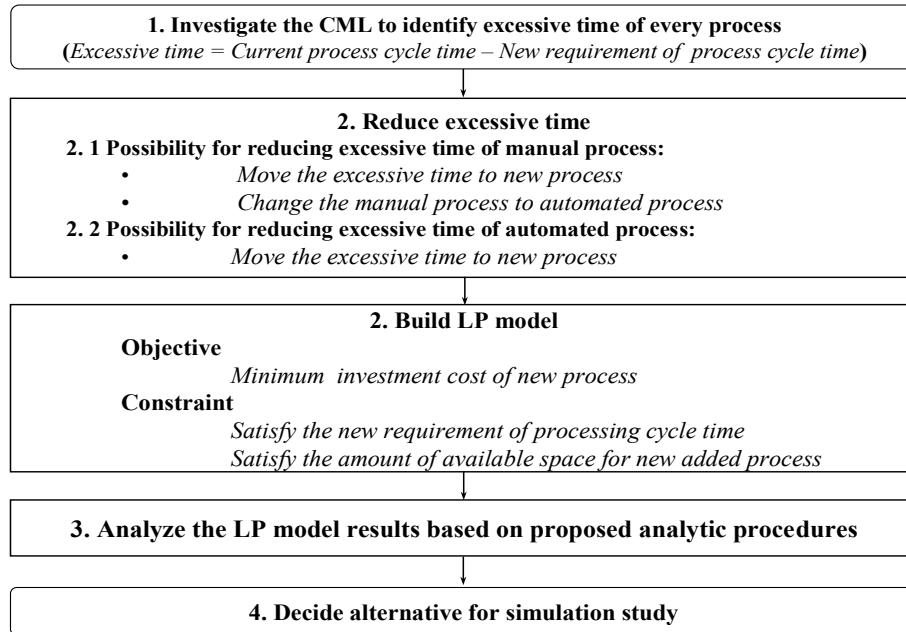 1. Investigate the CML to identify excessive time of every process
(Excessive time = Current process cycle time – New requirement of process cycle time)
2. Reduce excessive time
2. 1 Possibility for reducing excessive time of manual process:
• Move the excessive time to new process
• Change the manual process to automated process
2. 2 Possibility for reducing excessive time of automated process:
• Move the excessive time to new process
2. Build LP model
Objective
Minimum investment cost of new process
Constraint
Satisfy the new requirement of processing cycle time
Satisfy the amount of available space for new added process
3. Analyze the LP model results based on proposed analytic procedures
4. Decide alternative for simulation study